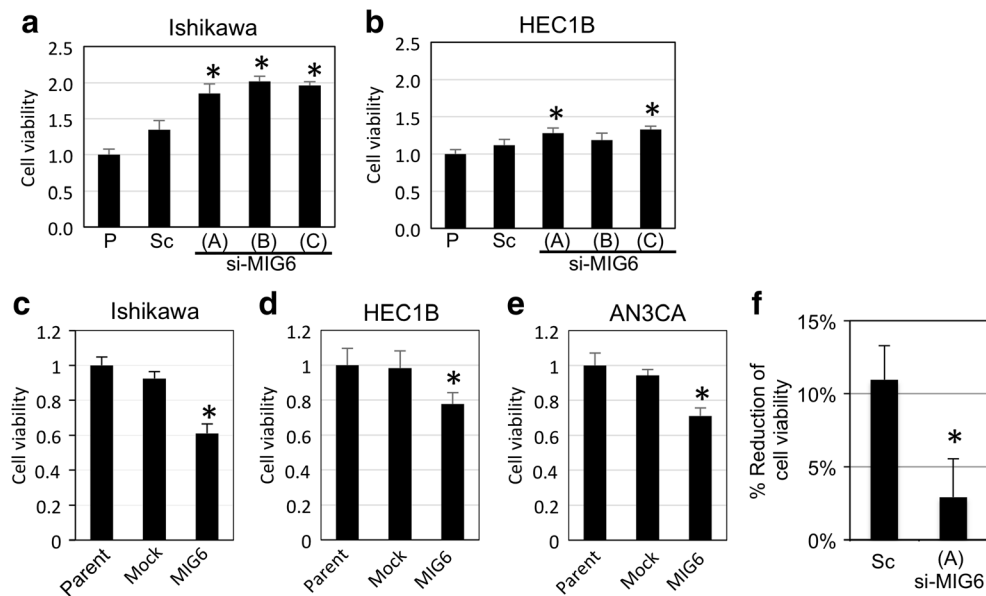 a
Ishikawa
Cell viability
2.5
2.0
1.5
1.0
0.5
0.0
* * *
P Sc (A) (B) (C)
si-MIG6
b
HEC1B
Cell viability
2.5
2.0
1.5
1.0
0.5
0.0
* *
P Sc (A) (B) (C)
si-MIG6
c
Ishikawa
Cell viability
1.2
1
0.8
0.6
0.4
0.2
0
*
Parent Mock MIG6
d
HEC1B
Cell viability
1.2
1
0.8
0.6
0.4
0.2
0
*
Parent Mock MIG6
e
AN3CA
Cell viability
1.2
1
0.8
0.6
0.4
0.2
0
*
Parent Mock MIG6
f
% Reduction of
cell viability
15%
10%
5%
0%
*
Sc (A)
si-MIG6